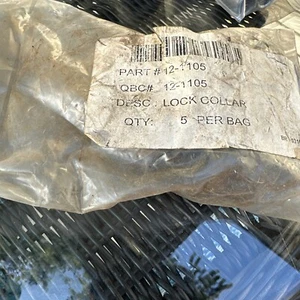 PART # 12-1105
QBC# 12-1105
DESC: LOCK COLLAR
QTY: 5 PER BAG